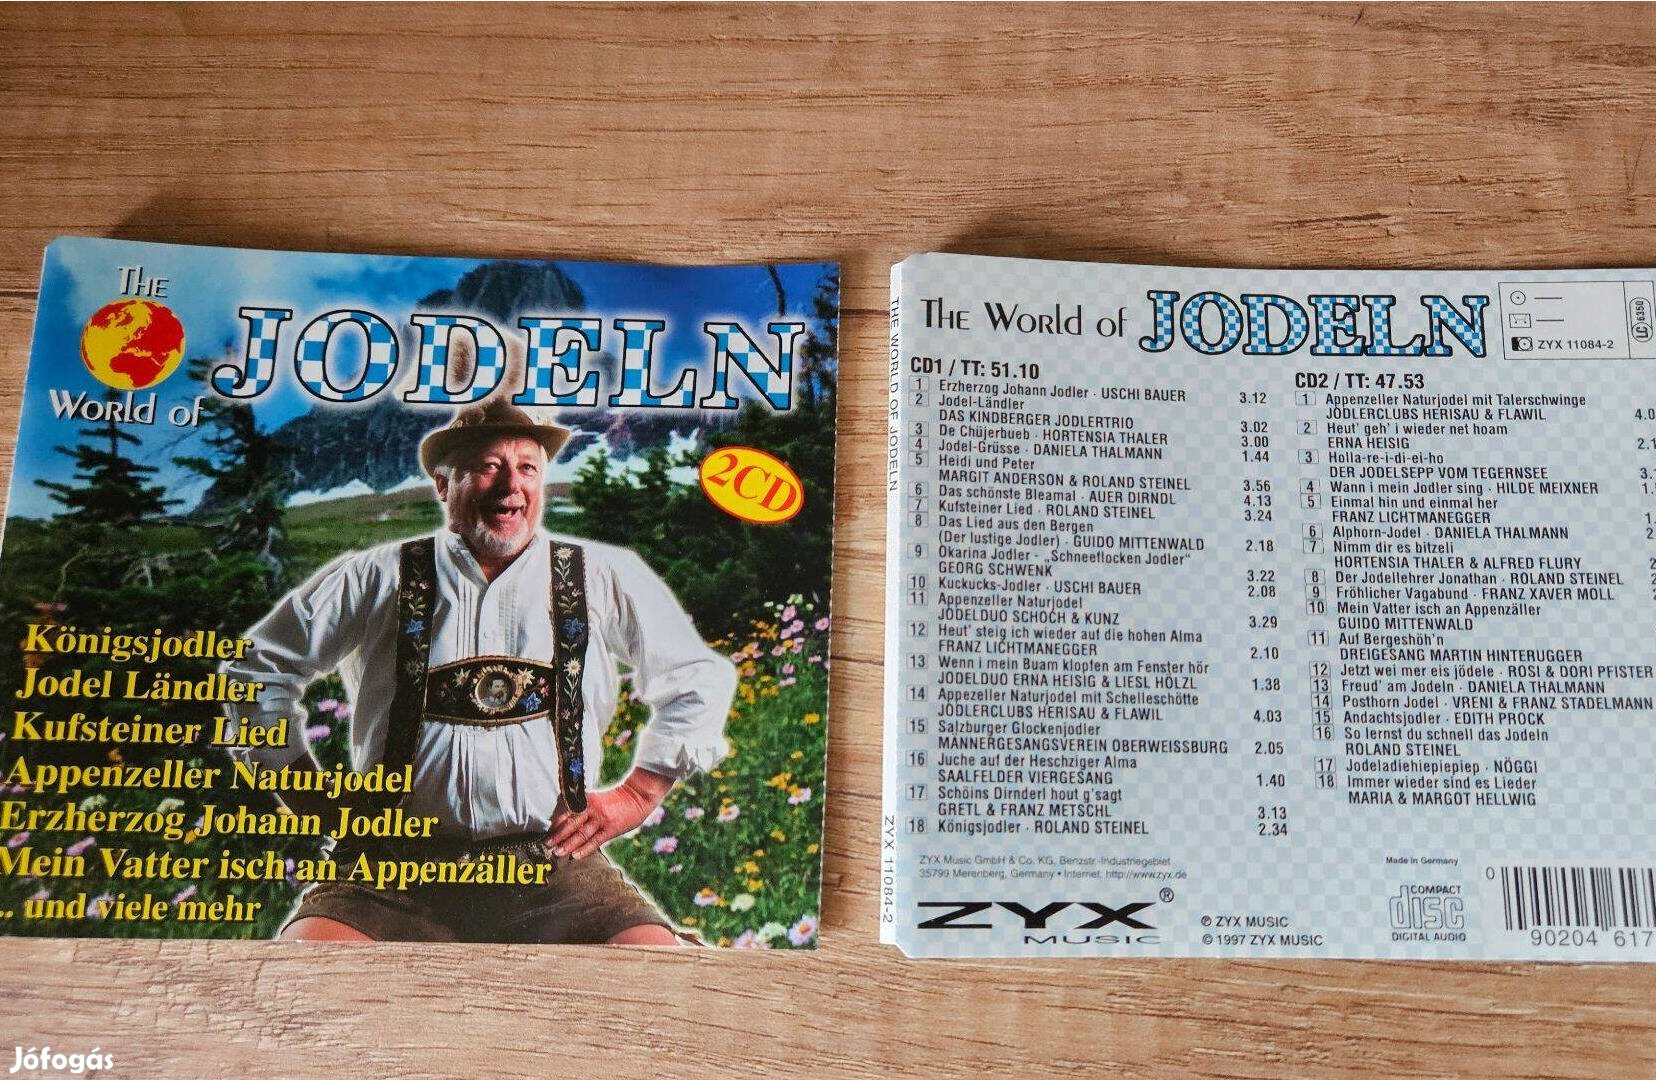 The
World of
JODELN
2CD
Königsjodler
Jodel Ländler
Kufsteiner Lied
Appenzeller Naturjodel
Erzherzog Johann Jodler
Mein Vatter isch an Appenzäller
.. und viele mehr
THE WORLD OF JODELN
ZYX 11084-2
The World of JODELN
ZYX 11084-2
LC 6350
CD1 / TT: 51.10
1 Erzherzog Johann Jodler · USCHI BAUER 3.12
2 Jodel-Ländler
DAS KINDBERGER JODLERTRIO 3.02
3 De Chüjerbueb · HORTENSIA THALER 3.00
4 Jodel-Grüsse · DANIELA THALMANN 1.44
5 Heidi und Peter
MARGIT ANDERSON & ROLAND STEINEL 3.56
6 Das schönste Bleamal · AUER DIRNDL 4.13
7 Kufsteiner Lied · ROLAND STEINEL 3.24
8 Das Lied aus den Bergen
(Der lustige Jodler) · GUIDO MITTENWALD 2.18
9 Okarina Jodler - „Schneeflocken Jodler"
GEORG SCHWENK 3.22
10 Kuckucks-Jodler · USCHI BAUER 2.08
11 Appenzeller Naturjodel
JODELDUO SCHOCH & KUNZ 3.29
12 Heut' steig ich wieder auf die hohen Alma
FRANZ LICHTMANEGGER 2.10
13 Wenn i mein Buam klopfen am Fenster hör
JODELDUO ERNA HEISIG & LIESL HÖLZL 1.38
14 Appezeller Naturjodel mit Schelleschötte
JODLERCLUBS HERISAU & FLAWIL 4.03
15 Salzburger Glockenjodler
MÄNNERGESANGSVEREIN OBERWEISSBURG 2.05
16 Juche auf der Heschziger Alma
SAALFELDER VIERGESANG 1.40
17 Schöins Dirnderl hout g'sagt
GRETL & FRANZ METSCHL 3.13
18 Königsjodler · ROLAND STEINEL 2.34
CD2 / TT: 47.53
1 Appenzeller Naturjodel mit Talerschwinge
JODLERCLUBS HERISAU & FLAWIL 4.0
2 Heut' geh' i wieder net hoam
ERNA HEISIG 2.1
3 Holla-re-i-di-ei-ho
DER JODELSEPP VOM TEGERNSEE 3.
4 Wann i mein Jodler sing · HILDE MEIXNER 1.
5 Einmal hin und einmal her
FRANZ LICHTMANEGGER 1.
6 Alphorn-Jodel · DANIELA THALMANN 2
7 Nimm dir es bitzeli
HORTENSIA THALER & ALFRED FLURY 2
8 Der Jodellehrer Jonathan · ROLAND STEINEL
9 Fröhlicher Vagabund · FRANZ XAVER MOLL
10 Mein Vatter isch an Appenzäller
GUIDO MITTENWALD
11 Auf Bergeshöh'n
DREIGESANG MARTIN HINTERUGGER
12 Jetzt wei mer eis jödele · ROSI & DORI PFISTER
13 Freud' am Jodeln · DANIELA THALMANN
14 Posthorn Jodel · VRENI & FRANZ STADELMANN
15 Andachtsjodler · EDITH PROCK
16 So lernst du schnell das Jodeln
ROLAND STEINEL
17 Jodeladiehiepiepiep · NÖGGI
18 Immer wieder sind es Lieder
MARIA & MARGOT HELLWIG
ZYX Music GmbH & Co. KG, Benzstr.-Industriegebiet
35799 Merenberg, Germany • Internet: http://www.zyx.de
ZYX®
MUSIC
℗ ZYX MUSIC
© 1997 ZYX MUSIC
Made in Germany
COMPACT
disc
DIGITAL AUDIO
0
90204 617
Jófogás